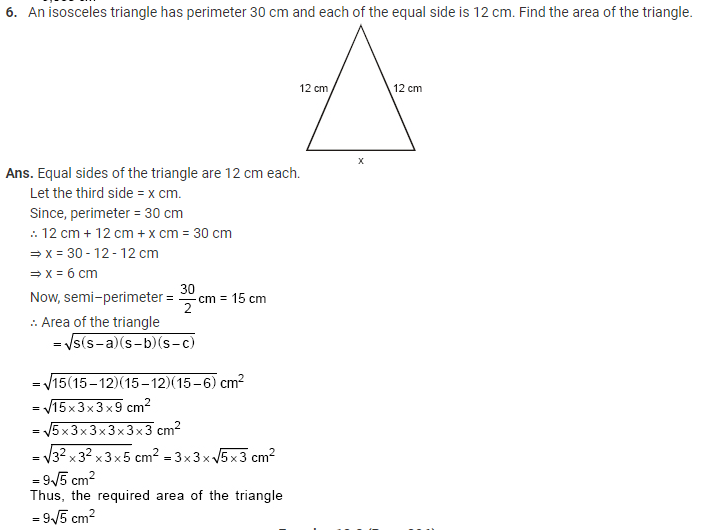 6. An isosceles triangle has perimeter 30 cm and each of the equal side is 12 cm. Find the area of the triangle.
12 cm 12 cm
x
Ans. Equal sides of the triangle are 12 cm each.
Let the third side = x cm.
Since, perimeter = 30 cm
∴ 12 cm + 12 cm + x cm = 30 cm
⇒ x = 30 - 12 - 12 cm
⇒ x = 6 cm
Now, semi−perimeter = 30/2 cm = 15 cm
∴ Area of the triangle
= √s(s−a)(s−b)(s−c)
= √15(15−12)(15−12)(15−6) cm²
= √15×3×3×9 cm²
= √5×3×3×3×3×3 cm²
= √3²×3²×3×5 cm² = 3×3×√5×3 cm²
= 9√5 cm²
Thus, the required area of the triangle
= 9√5 cm²